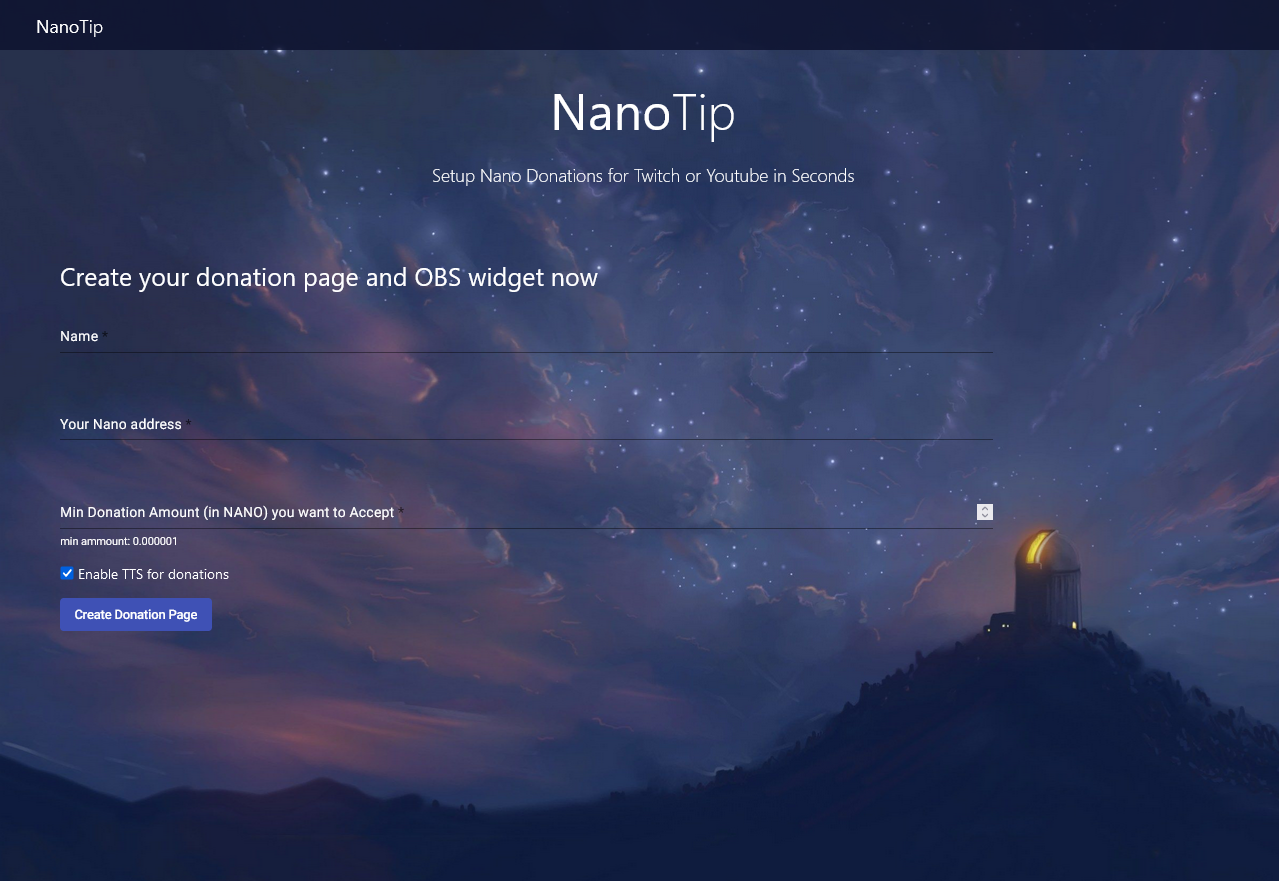 NanoTip
NanoTip
Setup Nano Donations for Twitch or Youtube in Seconds
Create your donation page and OBS widget now
Name *
Your Nano address *
Min Donation Amount (in NANO) you want to Accept *
min ammount: 0.000001
Enable TTS for donations
Create Donation Page